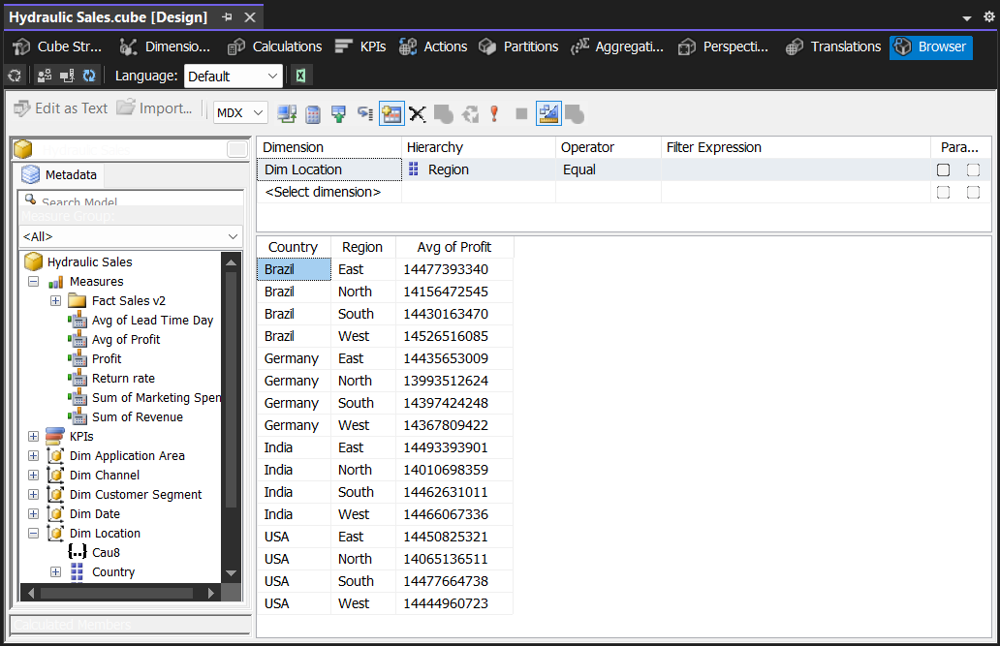 Hydraulic Sales.cube [Design]
Cube Str... Dimensio... Calculations KPIs Actions Partitions Aggregati... Perspecti... Translations Browser
Language: Default
Edit as Text Import... MDX
Dimension Hierarchy Operator Filter Expression Para...
Dim Location Region Equal
<Select dimension>
Metadata
Search Model
Measure Group:
<All>
Hydraulic Sales
Measures
Fact Sales v2
Avg of Lead Time Day
Avg of Profit
Profit
Return rate
Sum of Marketing Spen
Sum of Revenue
KPIs
Dim Application Area
Dim Channel
Dim Customer Segment
Dim Date
Dim Location
Cau8
Country
Calculated Members
Country Region Avg of Profit
Brazil East 14477393340
Brazil North 14156472545
Brazil South 14430163470
Brazil West 14526516085
Germany East 14435653009
Germany North 13993512624
Germany South 14397424248
Germany West 14367809422
India East 14493393901
India North 14010698359
India South 14462631011
India West 14466067336
USA East 14450825321
USA North 14065136511
USA South 14477664738
USA West 14444960723